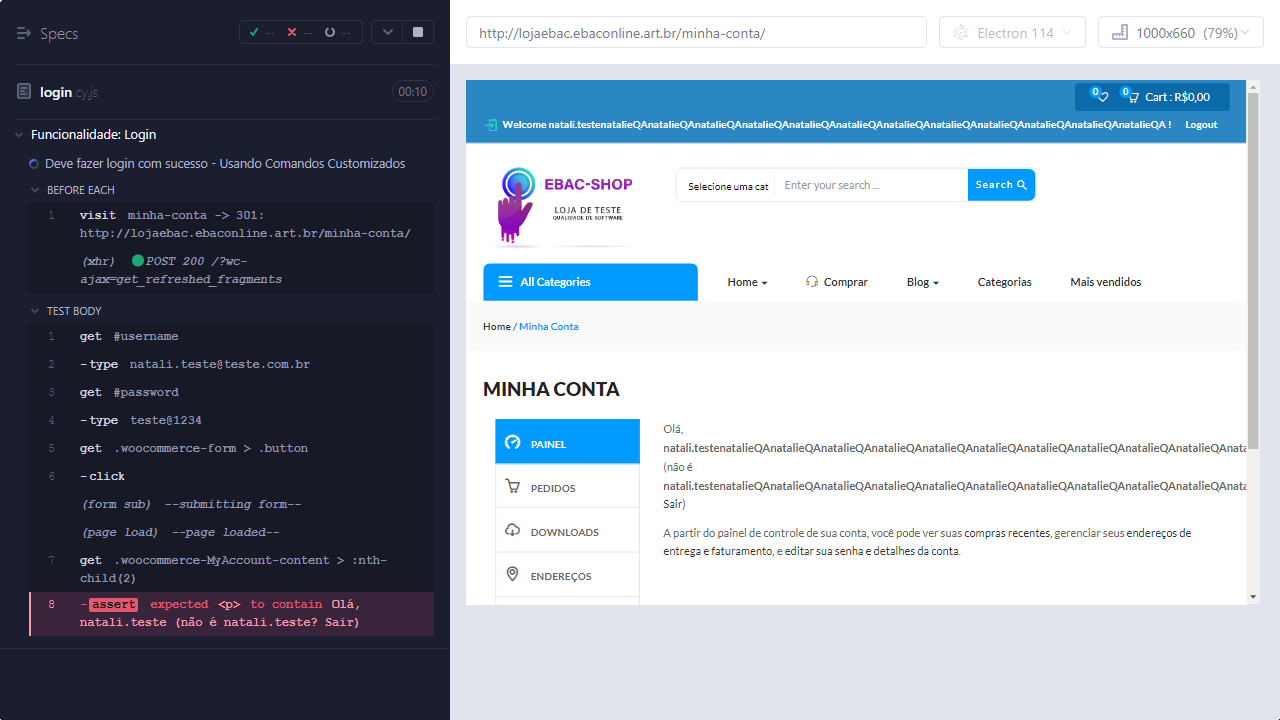 Specs
-- -- --
login.cy.js
00:10
Funcionalidade: Login
Deve fazer login com sucesso - Usando Comandos Customizados
BEFORE EACH
1 visit minha-conta -> 301:
http://lojaebac.ebaconline.art.br/minha-conta/
(xhr) POST 200 /?wc-
ajax=get_refreshed_fragments
TEST BODY
1 get #username
2 -type natali.teste@teste.com.br
3 get #password
4 -type teste@1234
5 get .woocommerce-form > .button
6 -click
(form sub) --submitting form--
(page load) --page loaded--
7 get .woocommerce-MyAccount-content > :nth-
child(2)
8 -assert expected <p> to contain Olá,
natali.teste (não é natali.teste? Sair)
http://lojaebac.ebaconline.art.br/minha-conta/
Electron 114
1000x660 (79%)
0 0 Cart : R$0,00
Welcome natali.testenatalieQAnatalieQAnatalieQAnatalieQAnatalieQAnatalieQAnatalieQAnatalieQAnatalieQAnatalieQAnatalieQAnatalieQAnatalieQA ! Logout
EBAC-SHOP
LOJA DE TESTE
QUALIDADE DE SOFTWARE
Selecione uma cat
Enter your search ...
Search
All Categories
Home
Comprar
Blog
Categorias
Mais vendidos
Home / Minha Conta
MINHA CONTA
PAINEL
PEDIDOS
DOWNLOADS
ENDEREÇOS
Olá,
natali.testenatalieQAnatalieQAnatalieQAnatalieQAnatalieQAnatalieQAnatalieQAnatalieQAnatalieQAnatalieQAnatalieQAnata
(não é
natali.testenatalieQAnatalieQAnatalieQAnatalieQAnatalieQAnatalieQAnatalieQAnatalieQAnatalieQAnatalieQAnatalieQAnata
Sair)
A partir do painel de controle de sua conta, você pode ver suas compras recentes, gerenciar seus endereços de
entrega e faturamento, e editar sua senha e detalhes da conta.